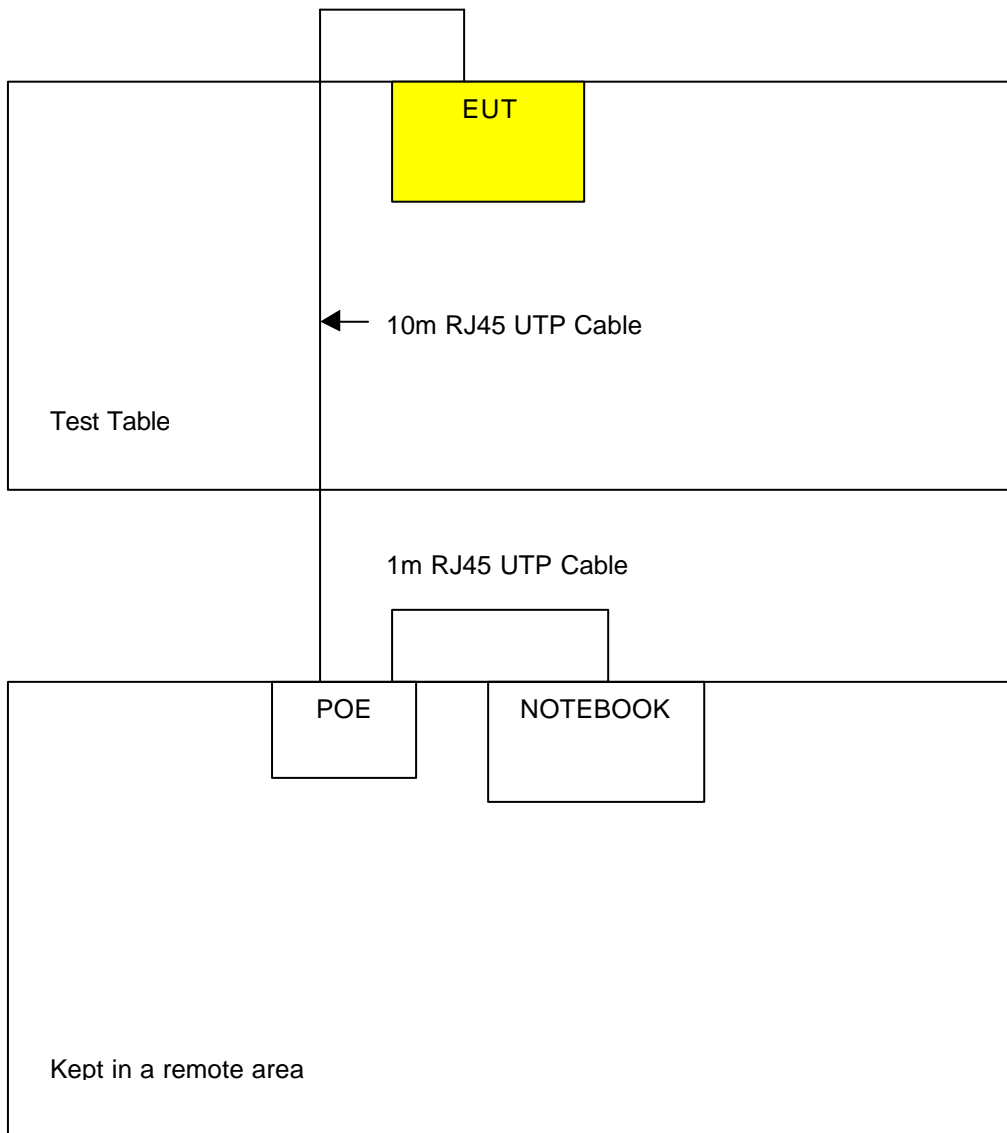 EUT
10m RJ45 UTP Cable
Test Table
1m RJ45 UTP Cable
POE
NOTEBOOK
Kept in a remote area